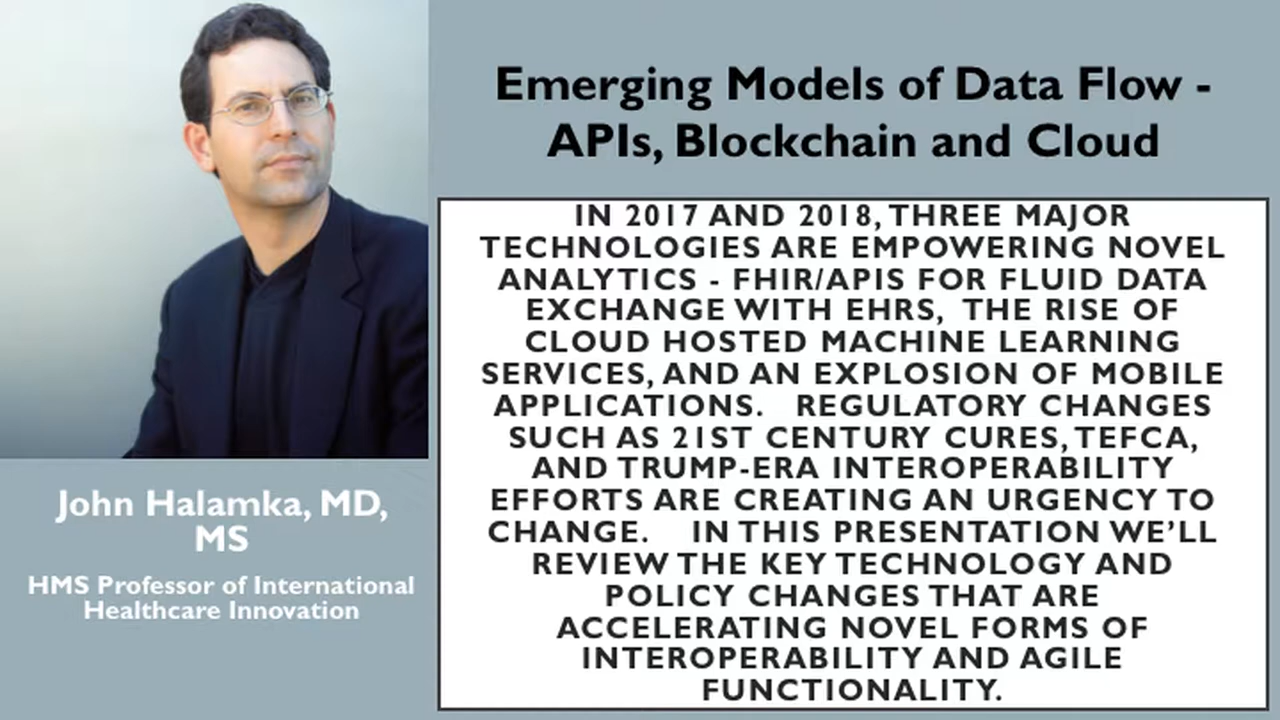 Emerging Models of Data Flow -
APIs, Blockchain and Cloud
IN 2017 AND 2018, THREE MAJOR
TECHNOLOGIES ARE EMPOWERING NOVEL
ANALYTICS - FHIR/APIS FOR FLUID DATA
EXCHANGE WITH EHRS, THE RISE OF
CLOUD HOSTED MACHINE LEARNING
SERVICES, AND AN EXPLOSION OF MOBILE
APPLICATIONS. REGULATORY CHANGES
SUCH AS 21ST CENTURY CURES, TEFCA,
AND TRUMP-ERA INTEROPERABILITY
EFFORTS ARE CREATING AN URGENCY TO
CHANGE. IN THIS PRESENTATION WE'LL
REVIEW THE KEY TECHNOLOGY AND
POLICY CHANGES THAT ARE
ACCELERATING NOVEL FORMS OF
INTEROPERABILITY AND AGILE
FUNCTIONALITY.
John Halamka, MD,
MS
HMS Professor of International
Healthcare Innovation